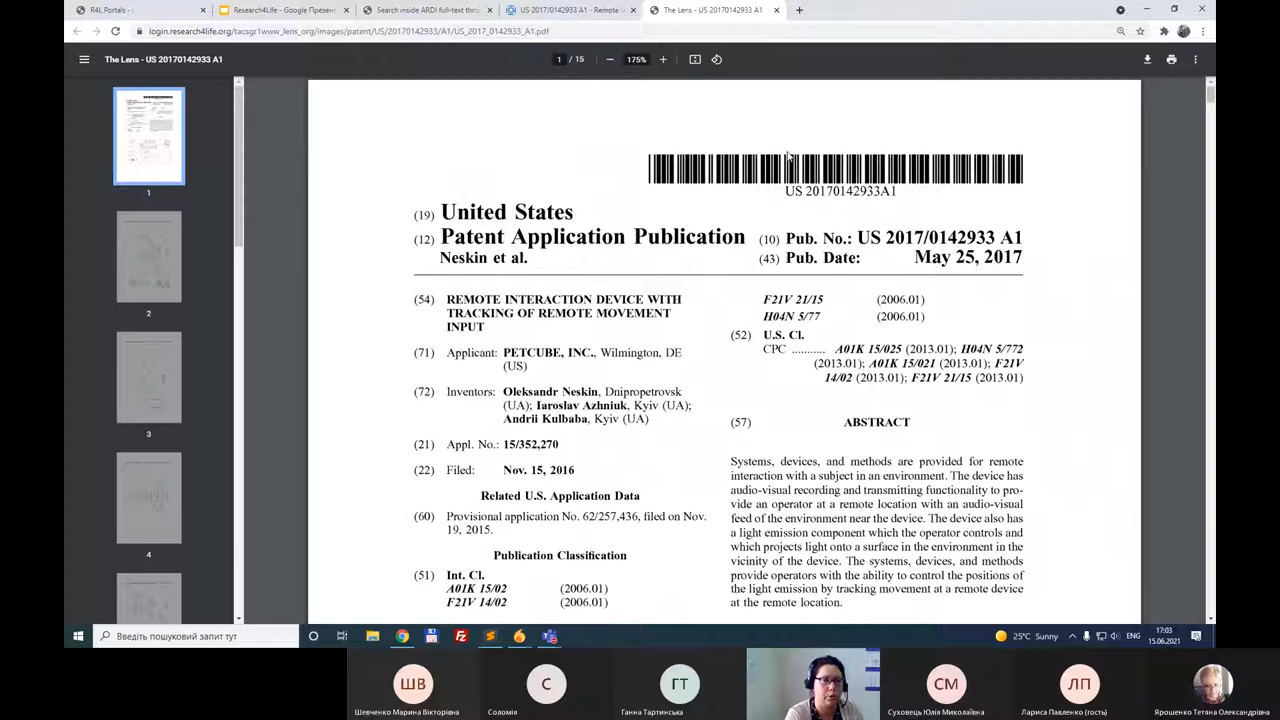 R4L Portals - :
Research4Life - Google Презент
Search inside ARDI full-text thro
US 2017/0142933 A1 - Remote I
The Lens - US 20170142933 A1
login.research4life.org/tacsgr1www_lens_org/images/patent/US/20170142933/A1/US_2017_0142933_A1.pdf
The Lens - US 20170142933 A1
1 / 15
175%
1
2
3
4
US 20170142933A1
(19) United States
(12) Patent Application Publication
Neskin et al.
(10) Pub. No.: US 2017/0142933 A1
(43) Pub. Date: May 25, 2017
(54) REMOTE INTERACTION DEVICE WITH
TRACKING OF REMOTE MOVEMENT
INPUT
(71) Applicant: PETCUBE, INC., Wilmington, DE
(US)
(72) Inventors: Oleksandr Neskin, Dnipropetrovsk
(UA); Iaroslav Azhniuk, Kyiv (UA);
Andrii Kulbaba, Kyiv (UA)
(21) Appl. No.: 15/352,270
(22) Filed: Nov. 15, 2016
Related U.S. Application Data
(60) Provisional application No. 62/257,436, filed on Nov.
19, 2015.
Publication Classification
(51) Int. Cl.
A01K 15/02 (2006.01)
F21V 14/02 (2006.01)
F21V 21/15 (2006.01)
H04N 5/77 (2006.01)
(52) U.S. Cl.
CPC ........... A01K 15/025 (2013.01); H04N 5/772
(2013.01); A01K 15/021 (2013.01); F21V
14/02 (2013.01); F21V 21/15 (2013.01)
(57) ABSTRACT
Systems, devices, and methods are provided for remote
interaction with a subject in an environment. The device has
audio-visual recording and transmitting functionality to pro-
vide an operator at a remote location with an audio-visual
feed of the environment near the device. The device also has
a light emission component which the operator controls and
which projects light onto a surface in the environment in the
vicinity of the device. The systems, devices, and methods
provide operators with the ability to control the positions of
the light emission by tracking movement at a remote device
at the remote location.
Введіть пошуковий запит тут
25°C Sunny
ENG
17:03
15.06.2021
ШВ
С
ГТ
СМ
ЛП
Шевченко Марина Вікторівна
Соломія
Ганна Тартинська
Суховець Юлія Миколаївна
Лариса Павленко (гость)
Ярошенко Тетяна Олександрівна